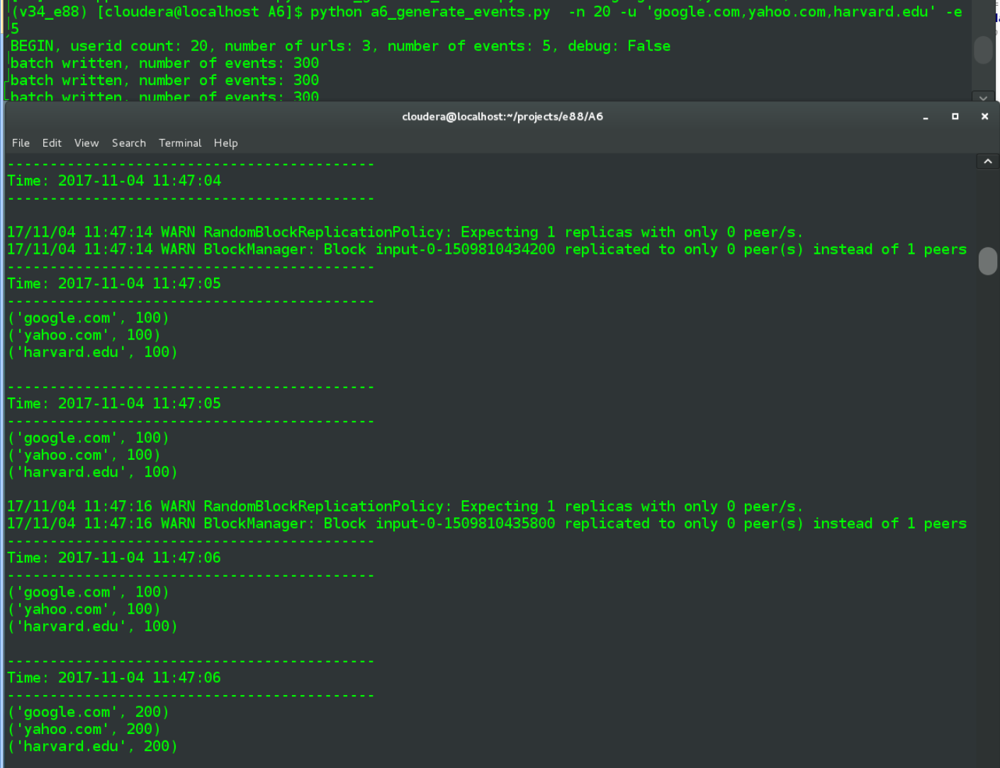 (v34_e88) [cloudera@localhost A6]$ python a6_generate_events.py  -n 20 -u 'google.com,yahoo.com,harvard.edu' -e
5
BEGIN, userid count: 20, number of urls: 3, number of events: 5, debug: False
batch written, number of events: 300
batch written, number of events: 300
batch written, number of events: 300
cloudera@localhost:~/projects/e88/A6
File Edit View Search Terminal Help
-------------------------------------------
Time: 2017-11-04 11:47:04
-------------------------------------------
17/11/04 11:47:14 WARN RandomBlockReplicationPolicy: Expecting 1 replicas with only 0 peer/s.
17/11/04 11:47:14 WARN BlockManager: Block input-0-1509810434200 replicated to only 0 peer(s) instead of 1 peers
-------------------------------------------
Time: 2017-11-04 11:47:05
-------------------------------------------
('google.com', 100)
('yahoo.com', 100)
('harvard.edu', 100)
-------------------------------------------
Time: 2017-11-04 11:47:05
-------------------------------------------
('google.com', 100)
('yahoo.com', 100)
('harvard.edu', 100)
17/11/04 11:47:16 WARN RandomBlockReplicationPolicy: Expecting 1 replicas with only 0 peer/s.
17/11/04 11:47:16 WARN BlockManager: Block input-0-1509810435800 replicated to only 0 peer(s) instead of 1 peers
-------------------------------------------
Time: 2017-11-04 11:47:06
-------------------------------------------
('google.com', 100)
('yahoo.com', 100)
('harvard.edu', 100)
-------------------------------------------
Time: 2017-11-04 11:47:06
-------------------------------------------
('google.com', 200)
('yahoo.com', 200)
('harvard.edu', 200)